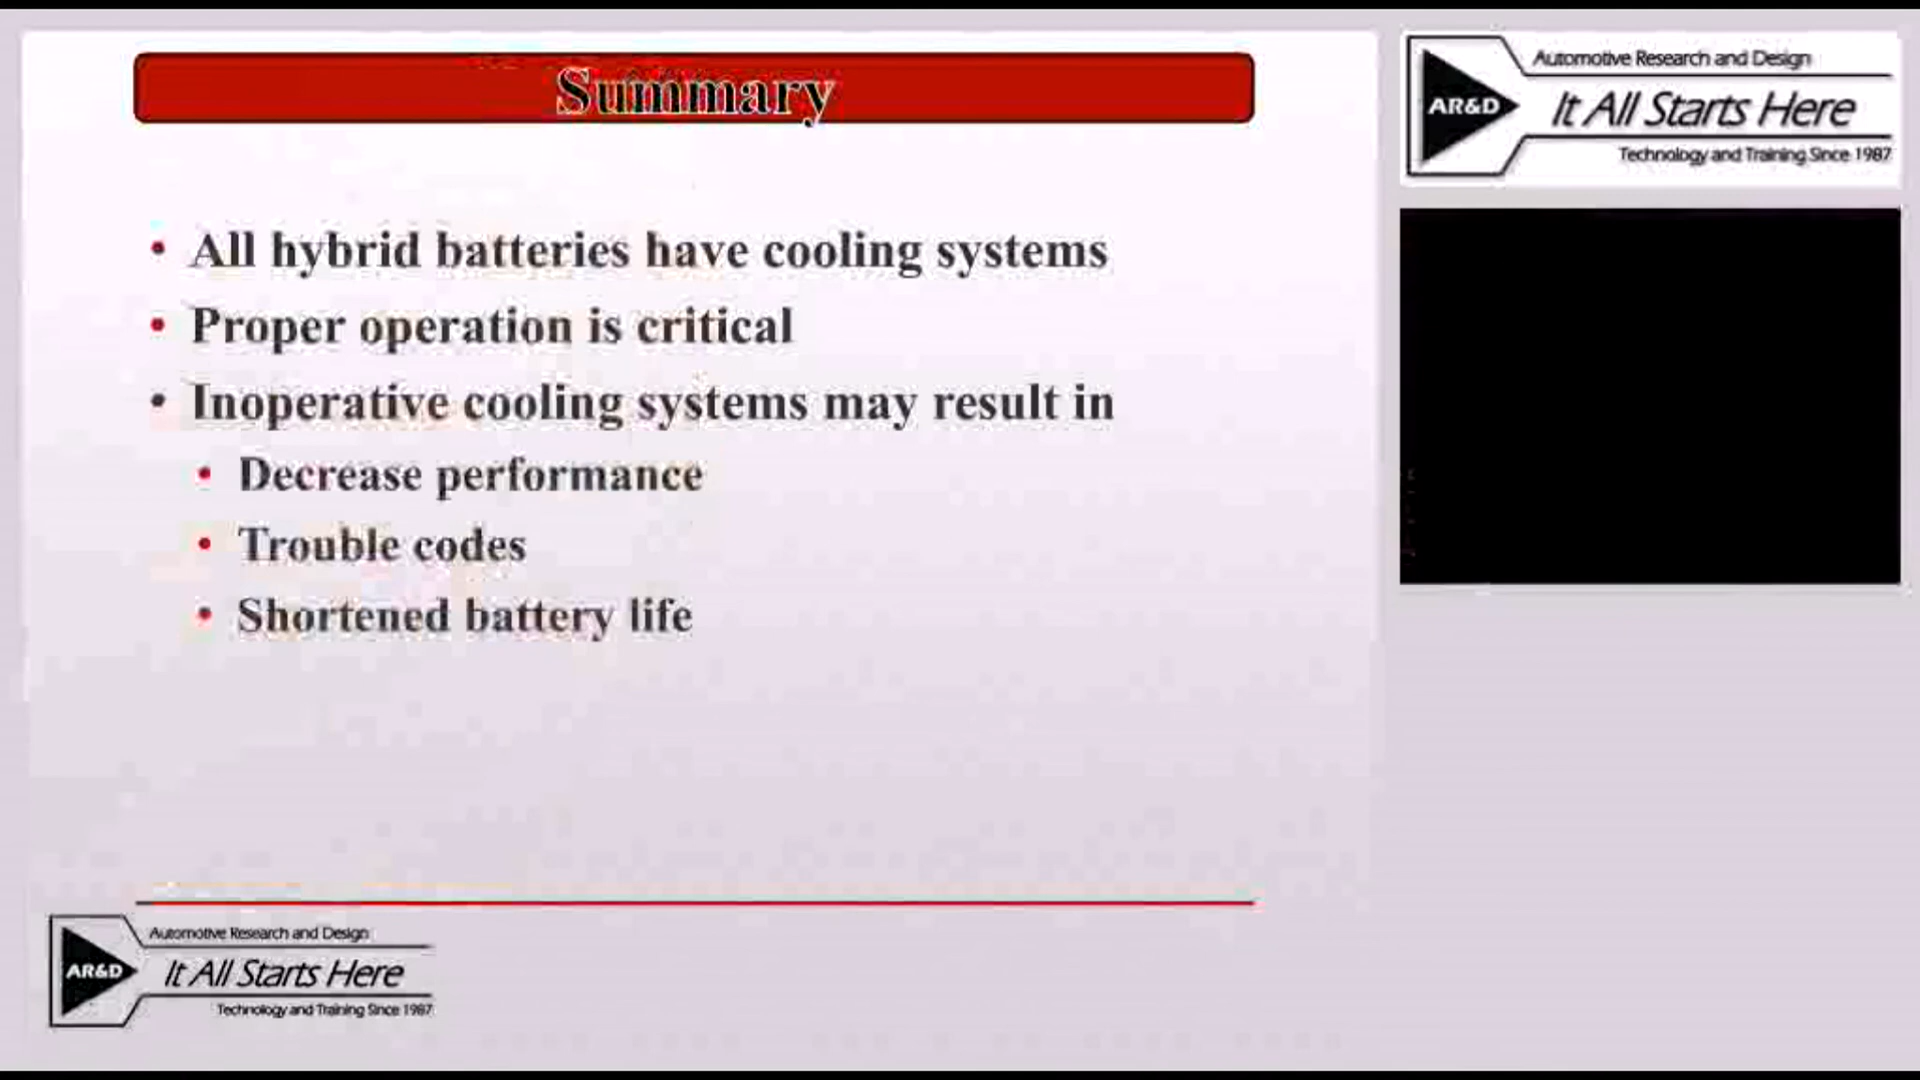 Summary
• All hybrid batteries have cooling systems
• Proper operation is critical
• Inoperative cooling systems may result in
• Decrease performance
• Trouble codes
• Shortened battery life
Automotive Research and Design
AR&D
It All Starts Here
Technology and Training Since 1987
Automotive Research and Design
AR&D
It All Starts Here
Technology and Training Since 1987